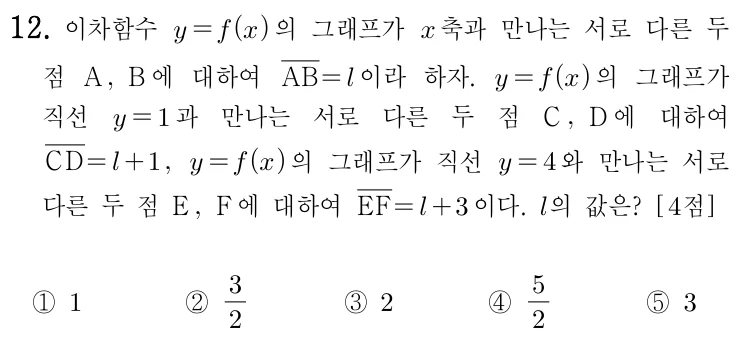 12. 이차함수 y=f(x)의 그래프가 x축과 만나는 서로 다른 두
점 A, B에 대하여 \overline{AB}=l이라 하자. y=f(x)의 그래프가
직선 y=1과 만나는 서로 다른 두 점 C, D에 대하여
\overline{CD}=l+1, y=f(x)의 그래프가 직선 y=4와 만나는 서로
다른 두 점 E, F에 대하여 \overline{EF}=l+3이다. l의 값은? [4점]
① 1 ② \frac{3}{2} ③ 2 ④ \frac{5}{2} ⑤ 3